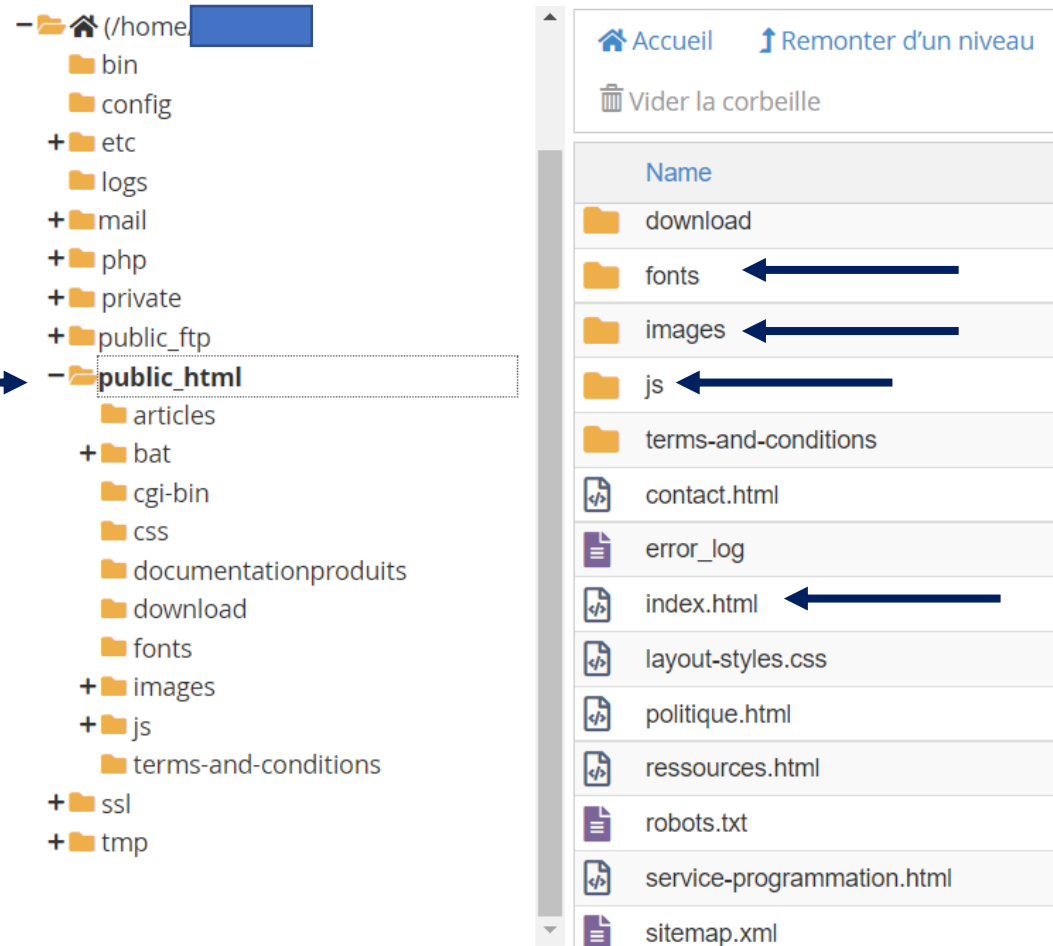 (/home/
bin
config
etc
logs
mail
php
private
public_ftp
public_html
articles
bat
cgi-bin
css
documentationproduits
download
fonts
images
js
terms-and-conditions
ssl
tmp
Accueil Remonter d’un niveau
Vider la corbeille
Name
download
fonts
images
js
terms-and-conditions
contact.html
error_log
index.html
layout-styles.css
politique.html
ressources.html
robots.txt
service-programmation.html
sitemap.xml